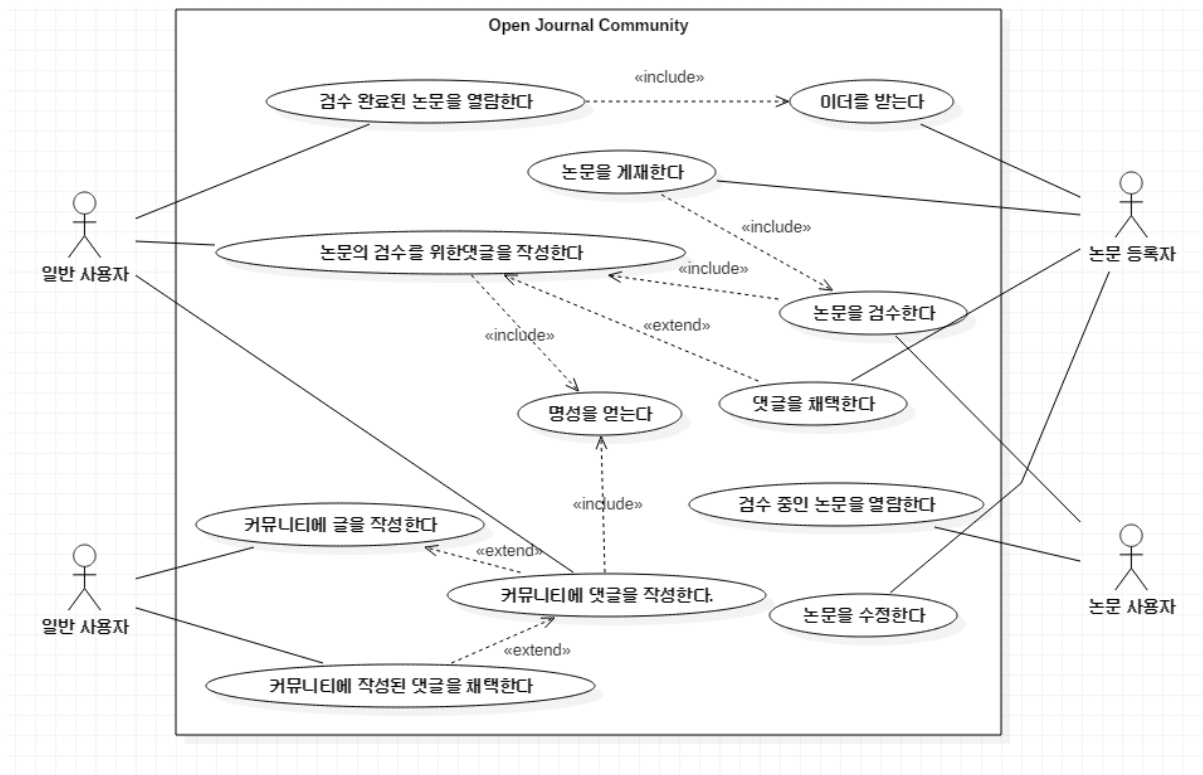 Open Journal Community
«include»
검수 완료된 논문을 열람한다
이더를 받는다
논문을 게재한다
«include»
논문의 검수를 위한댓글을 작성한다
«include»
일반 사용자
논문 등록자
논문을 검수한다
«extend»
«include»
댓글을 채택한다
명성을 얻는다
«include»
검수 중인 논문을 열람한다
커뮤니티에 글을 작성한다
«extend»
커뮤니티에 댓글을 작성한다.
논문을 수정한다
논문 사용자
일반 사용자
«extend»
커뮤니티에 작성된 댓글을 채택한다